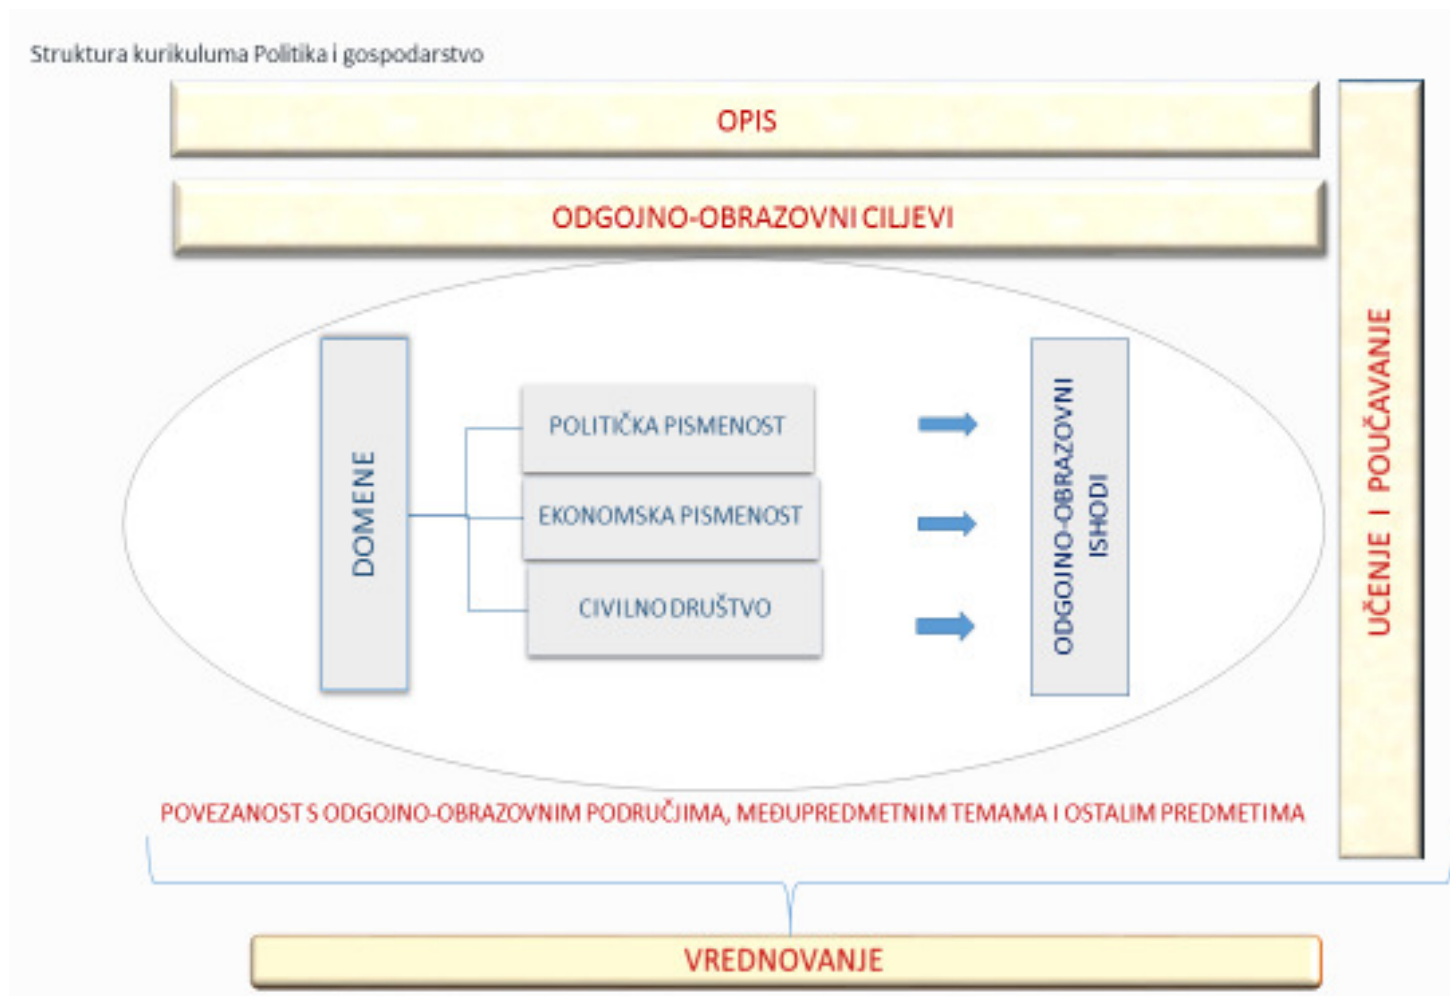 Struktura kurikuluma Politika i gospodarstvo
OPIS
ODGOJNO-OBRAZOVNI CILJEVI
DOMENE
POLITIČKA PISMENOST
EKONOMSKA PISMENOST
CIVILNO DRUŠTVO
ODGOJNO-OBRAZOVNI
ISHODI
UČENJE I POUČAVANJE
POVEZANOST S ODGOJNO-OBRAZOVNIM PODRUČJIMA, MEĐUPREDMETNIM TEMAMA I OSTALIM PREDMETIMA
VREDNOVANJE